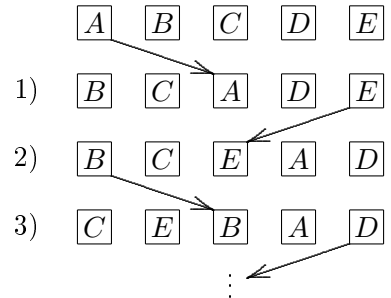 A B C D E
1) B C A D E
2) B C E A D
3) C E B A D
⋮